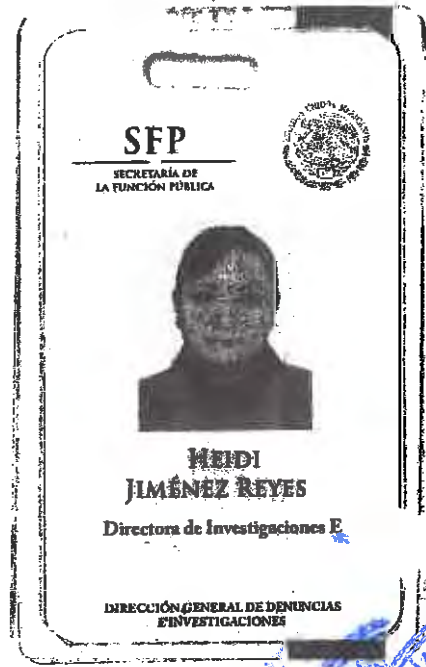 SFP
SECRETARÍA DE
LA FUNCIÓN PÚBLICA
HEIDI
JIMÉNEZ REYES
Directora de Investigaciones E
DIRECCIÓN GENERAL DE DENUNCIAS
E INVESTIGACIONES